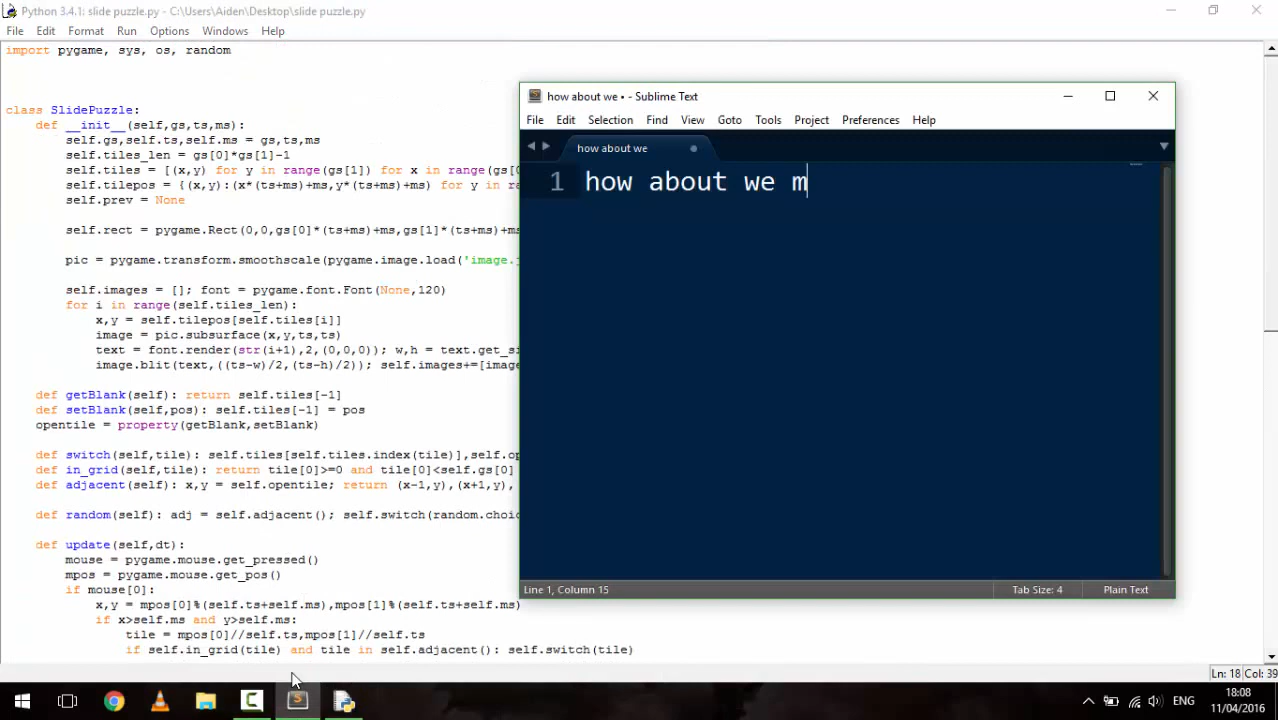 Python 3.4.1: slide puzzle.py - C:\Users\Aiden\Desktop\slide puzzle.py
File Edit Format Run Options Windows Help
import pygame, sys, os, random
class SlidePuzzle:
def __init__(self,gs,ts,ms):
self.gs,self.ts,self.ms = gs,ts,ms
self.tiles_len = gs[0]*gs[1]-1
self.tiles = [(x,y) for y in range(gs[1]) for x in range(gs[0
self.tilepos = {(x,y):(x*(ts+ms)+ms,y*(ts+ms)+ms) for y in ra
self.prev = None
self.rect = pygame.Rect(0,0,gs[0]*(ts+ms)+ms,gs[1]*(ts+ms)+ms
pic = pygame.transform.smoothscale(pygame.image.load('image.
self.images = []; font = pygame.font.Font(None,120)
for i in range(self.tiles_len):
x,y = self.tilepos[self.tiles[i]]
image = pic.subsurface(x,y,ts,ts)
text = font.render(str(i+1),2,(0,0,0)); w,h = text.get_si
image.blit(text,((ts-w)/2,(ts-h)/2)); self.images+=[image
def getBlank(self): return self.tiles[-1]
def setBlank(self,pos): self.tiles[-1] = pos
opentile = property(getBlank,setBlank)
def switch(self,tile): self.tiles[self.tiles.index(tile)],self.op
def in_grid(self,tile): return tile[0]>=0 and tile[0]<self.gs[0]
def adjacent(self): x,y = self.opentile; return (x-1,y),(x+1,y),
def random(self): adj = self.adjacent(); self.switch(random.choic
def update(self,dt):
mouse = pygame.mouse.get_pressed()
mpos = pygame.mouse.get_pos()
if mouse[0]:
x,y = mpos[0]%(self.ts+self.ms),mpos[1]%(self.ts+self.ms)
if x>self.ms and y>self.ms:
tile = mpos[0]//self.ts,mpos[1]//self.ts
if self.in_grid(tile) and tile in self.adjacent(): self.switch(tile)
Ln: 18 Col: 39
how about we • - Sublime Text
File Edit Selection Find View Goto Tools Project Preferences Help
how about we
1 how about we m
Line 1, Column 15 Tab Size: 4 Plain Text
ENG
18:08
11/04/2016